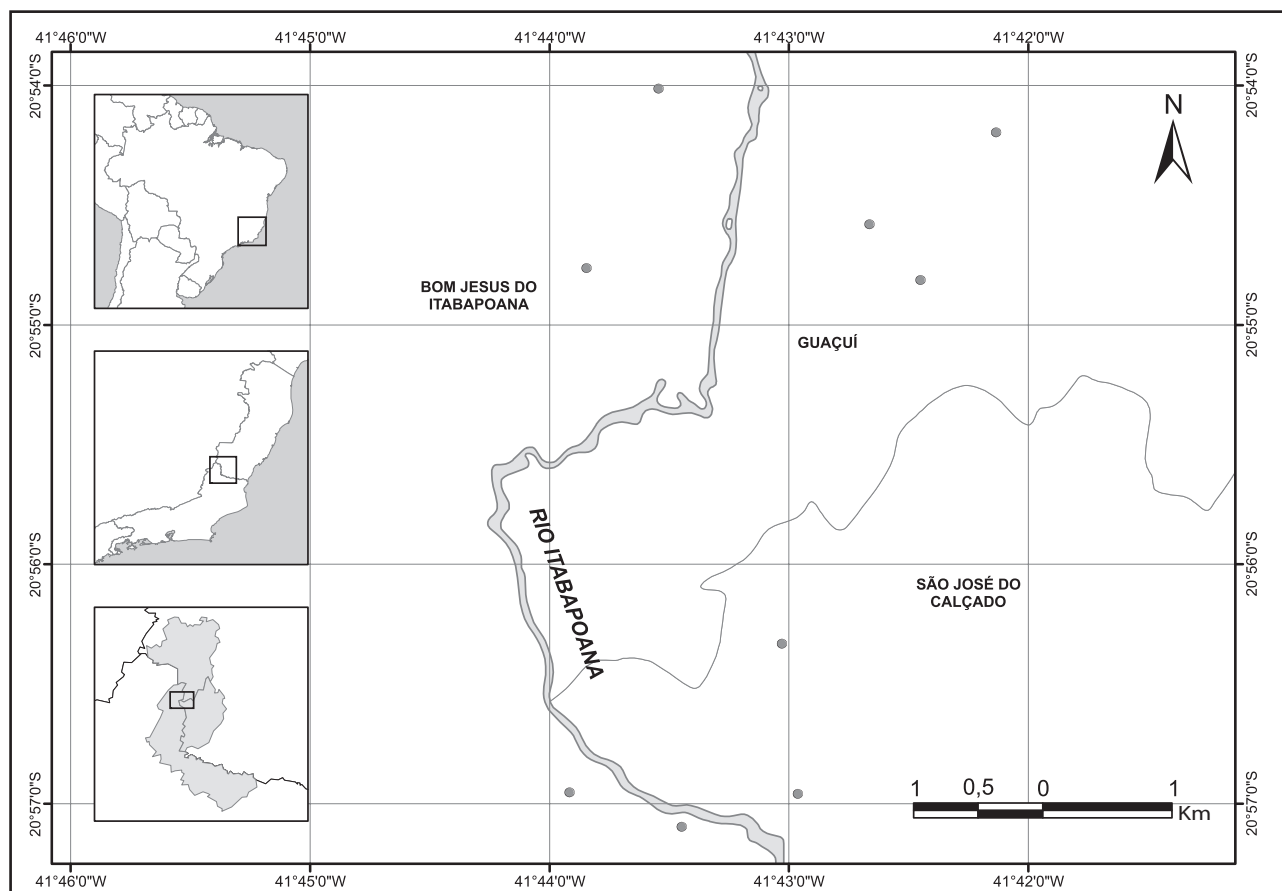 41°46'0"W 41°45'0"W 41°44'0"W 41°43'0"W 41°42'0"W
20°54'0"S 20°54'0"S
N
BOM JESUS DO
ITABAPOANA
20°55'0"S 20°55'0"S
GUAÇUÍ
RIO ITABAPOANA
20°56'0"S 20°56'0"S
SÃO JOSÉ DO
CALÇADO
1 0,5 0 1
Km
20°57'0"S 20°57'0"S
41°46'0"W 41°45'0"W 41°44'0"W 41°43'0"W 41°42'0"W